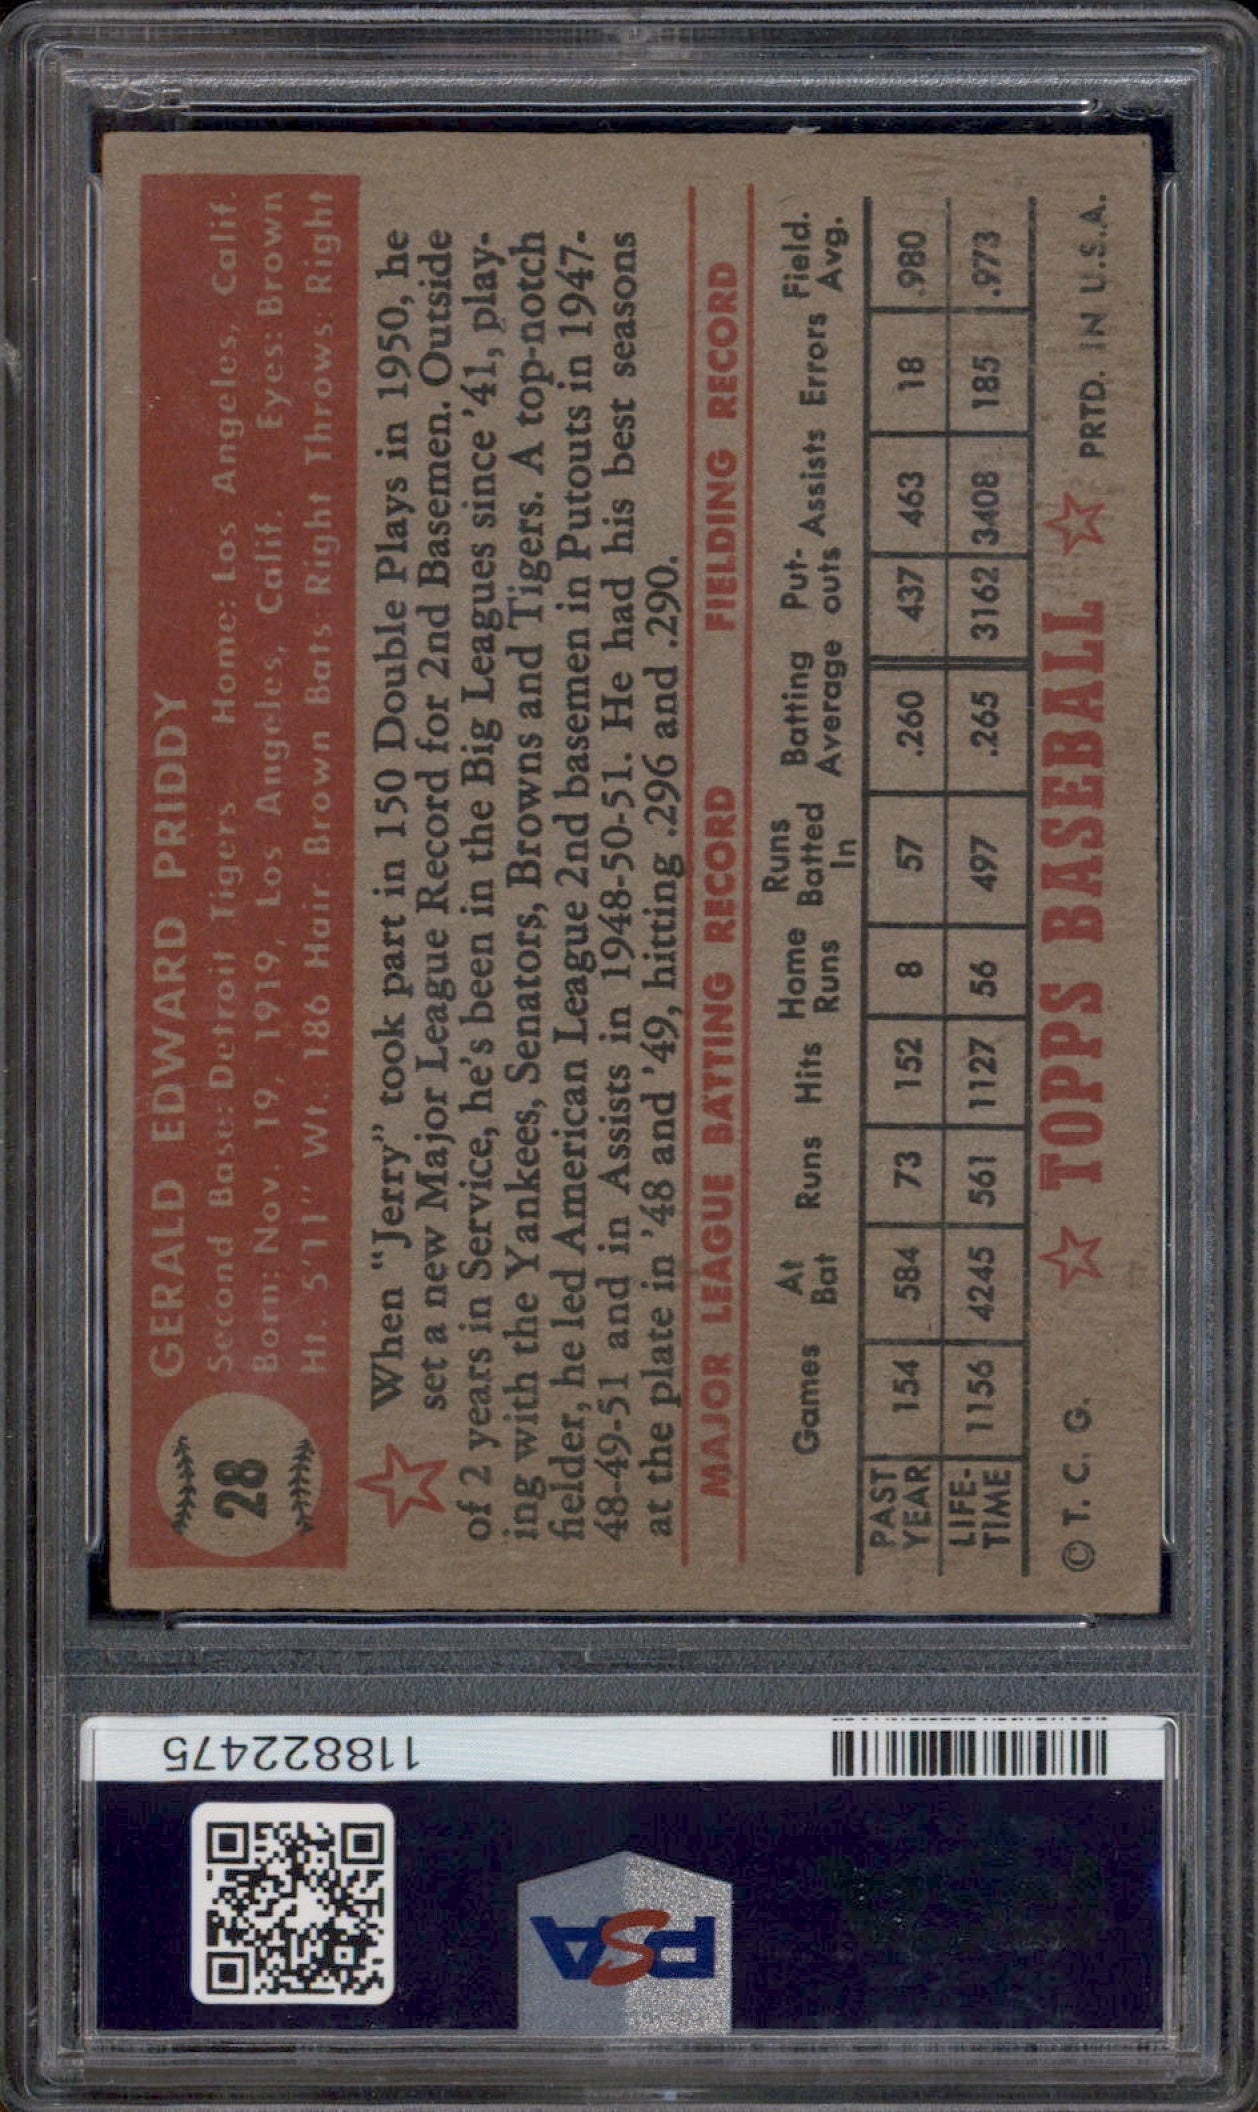 28
GERALD EDWARD PRIDDY
Second Base: Detroit Tigers Home: Los Angeles, Calif.
Born: Nov. 19, 1919, Los Angeles, Calif. Eyes: Brown
Ht. 5'11" Wt.: 186 Hair: Brown Bats: Right Throws: Right
When "Jerry" took part in 150 Double Plays in 1950, he
set a new Major League Record for 2nd Basemen. Outside
of 2 years in Service, he's been in the Big Leagues since '41, play-
ing with the Yankees, Senators, Browns and Tigers. A top-notch
fielder, he led American League 2nd basemen in Putouts in 1947-
48-49-51 and in Assists in 1948-50-51. He had his best seasons
at the plate in '48 and '49, hitting .296 and .290.
MAJOR LEAGUE BATTING RECORD FIELDING RECORD
Games At Bat Runs Hits Home Runs Runs Batted In Batting Average Put-outs Assists Errors Field. Avg.
PAST YEAR 154 584 73 152 8 57 .260 437 463 18 .980
LIFE-TIME 1156 4245 561 1127 56 497 .265 3162 3408 185 .973
© T. C. G. TOPPS BASEBALL PRTD. IN U.S.A.
118822475
PSA